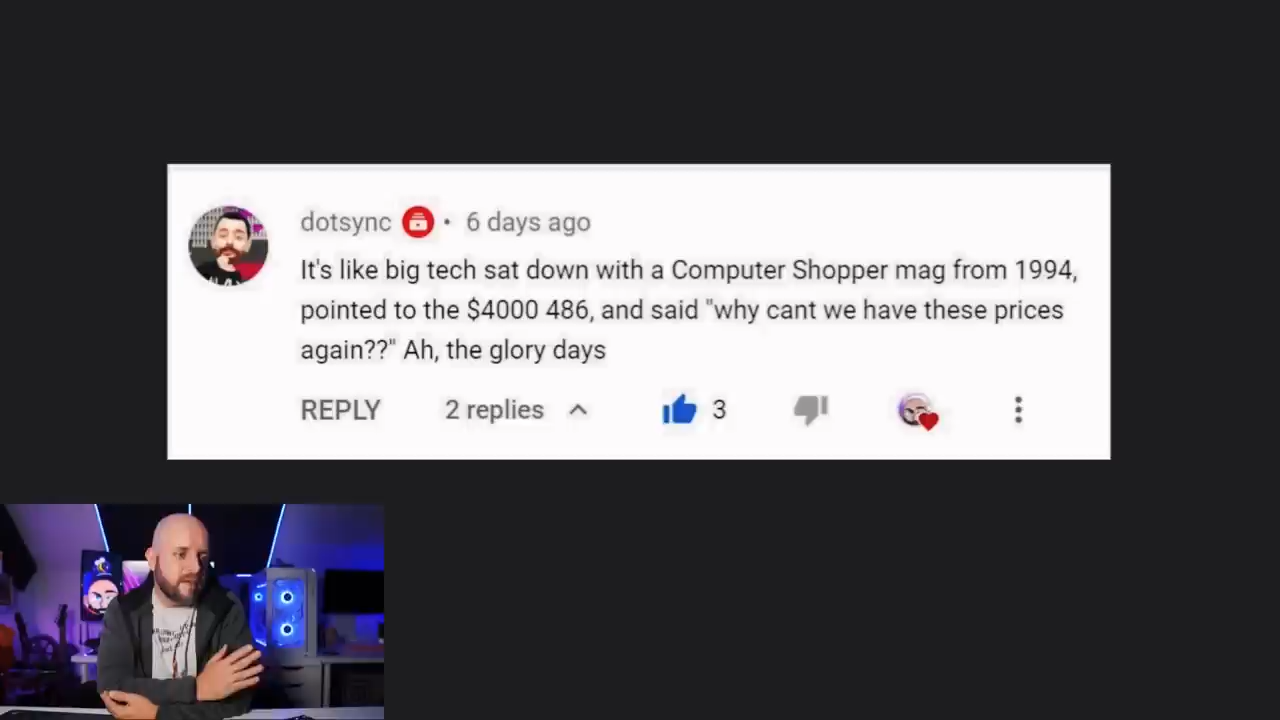 dotsync • 6 days ago
It's like big tech sat down with a Computer Shopper mag from 1994,
pointed to the $4000 486, and said "why cant we have these prices
again??" Ah, the glory days
REPLY 2 replies 3